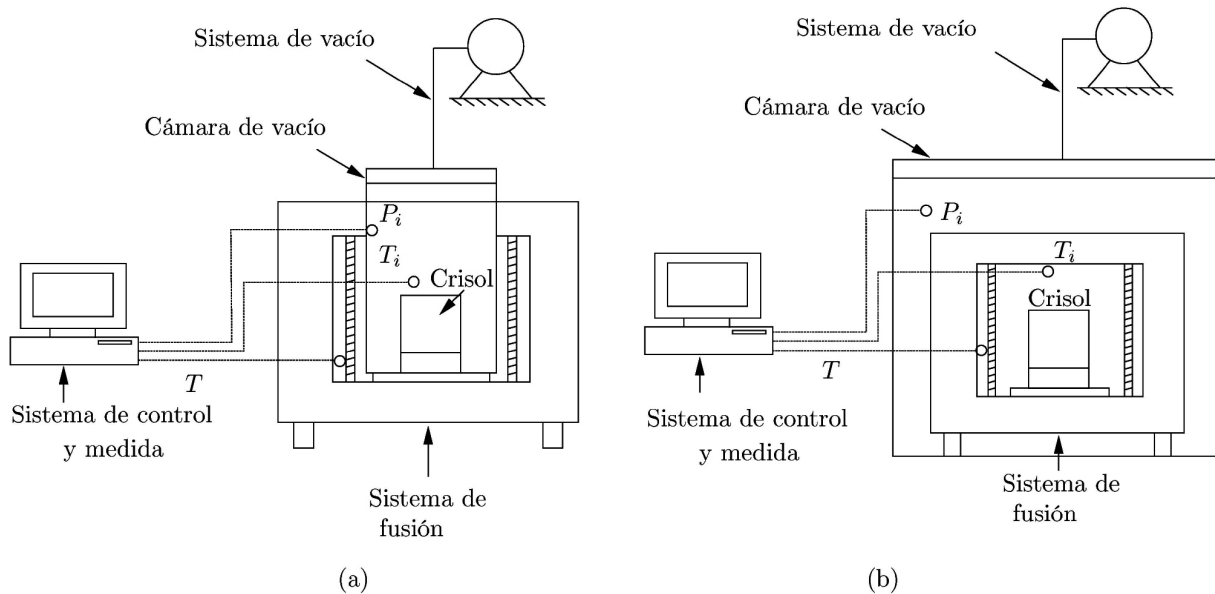 Sistema de vacío
Cámara de vacío
P_i
T_i
Crisol
T
Sistema de control
y medida
Sistema de
fusión
(a)
Sistema de vacío
Cámara de vacío
P_i
T_i
Crisol
T
Sistema de control
y medida
Sistema de
fusión
(b)